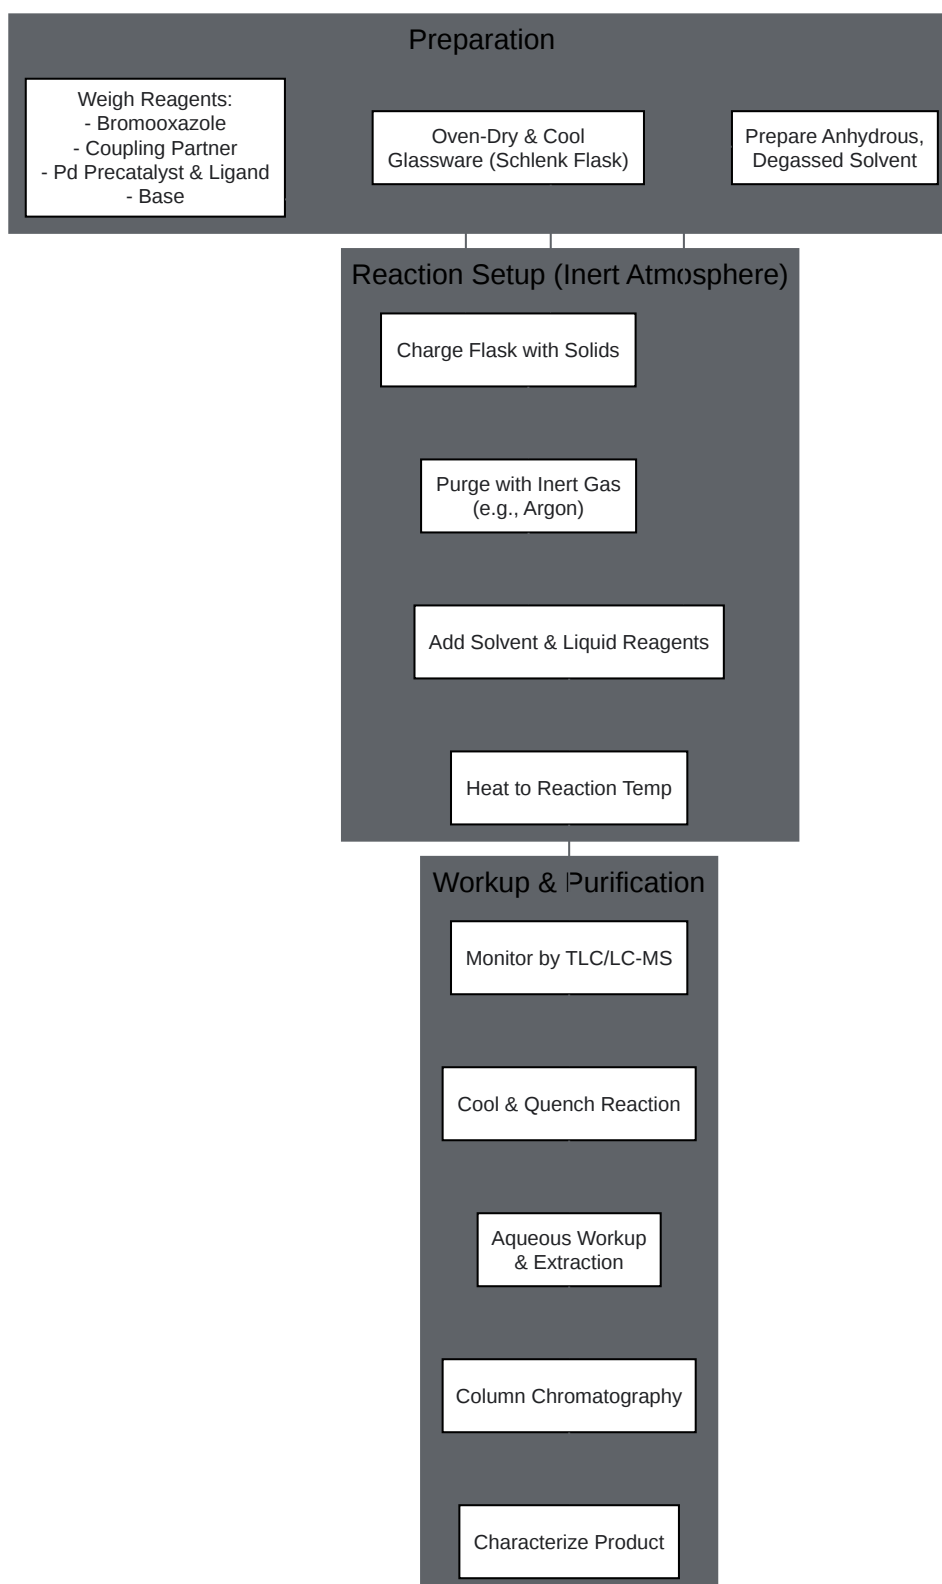 Preparation
Weigh Reagents:
- Bromooxazole
- Coupling Partner
- Pd Precatalyst & Ligand
- Base
Oven-Dry & Cool
Glassware (Schlenk Flask)
Prepare Anhydrous,
Degassed Solvent
Reaction Setup (Inert Atmosphere)
Charge Flask with Solids
Purge with Inert Gas
(e.g., Argon)
Add Solvent & Liquid Reagents
Heat to Reaction Temp
Workup & Purification
Monitor by TLC/LC-MS
Cool & Quench Reaction
Aqueous Workup
& Extraction
Column Chromatography
Characterize Product